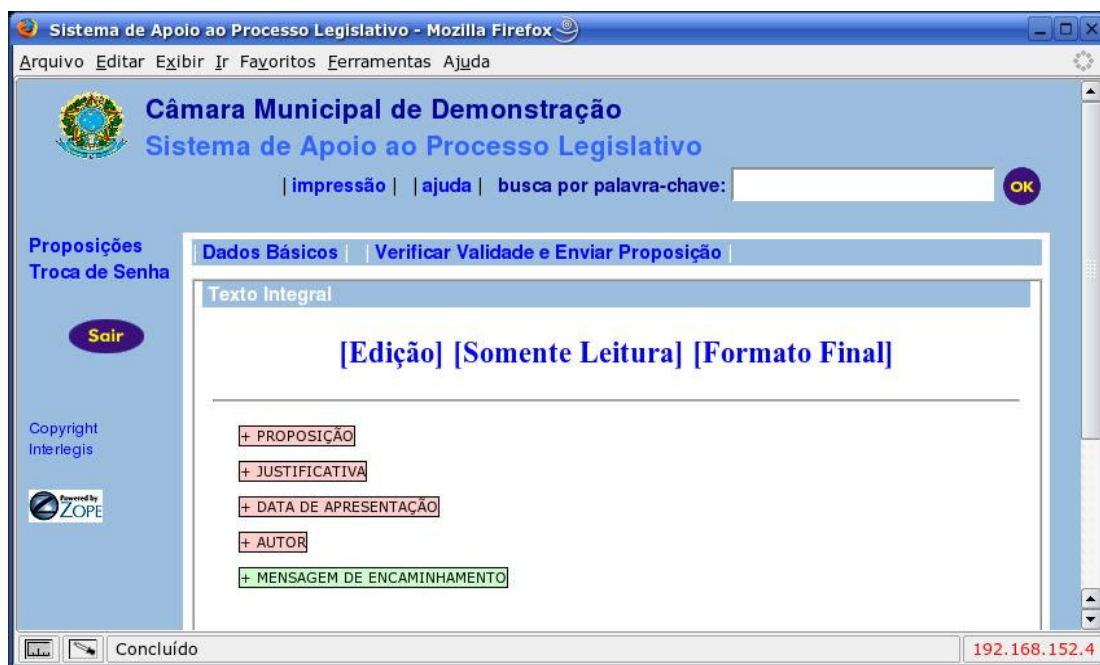 Sistema de Apoio ao Processo Legislativo - Mozilla Firefox
Arquivo Editar Exibir Ir Favoritos Ferramentas Ajuda
Câmara Municipal de Demonstração
Sistema de Apoio ao Processo Legislativo
|impressão| |ajuda| busca por palavra-chave: OK
Proposições
Troca de Senha
Sair
Copyright
Interlegis
Powered by
ZOPE
|Dados Básicos| |Verificar Validade e Enviar Proposição|
Texto Integral
[Edição] [Somente Leitura] [Formato Final]
+ PROPOSIÇÃO
+ JUSTIFICATIVA
+ DATA DE APRESENTAÇÃO
+ AUTOR
+ MENSAGEM DE ENCAMINHAMENTO
Concluído 192.168.152.4